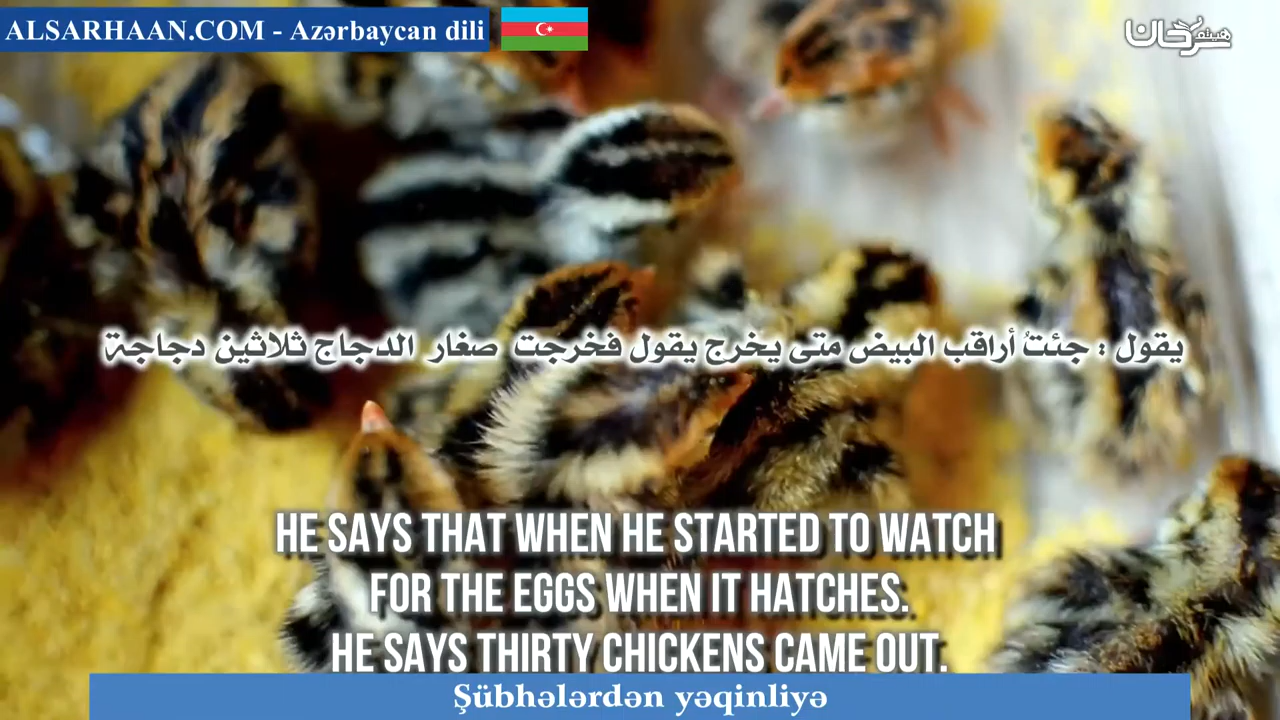 ALSARHAAN.COM - Azərbaycan dili
هيثم سرحان
يقول : جئتُ أراقب البيض متى يخرج يقول فخرجت صغار الدجاج ثلاثين دجاجة
HE SAYS THAT WHEN HE STARTED TO WATCH
FOR THE EGGS WHEN IT HATCHES.
HE SAYS THIRTY CHICKENS CAME OUT.
Şübhələrdən yəqinliyə